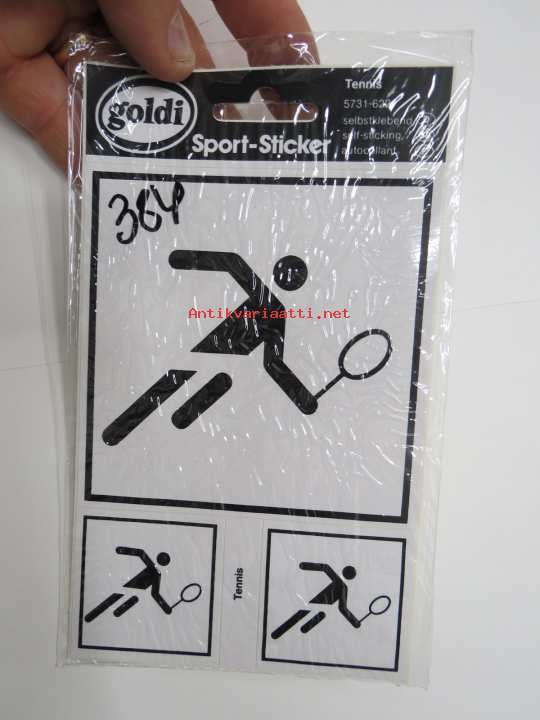 goldi
Sport-Sticker
Tennis
selbstklebend
self-sticking,
autocollant
364
Antikvariaatti.net
Tennis